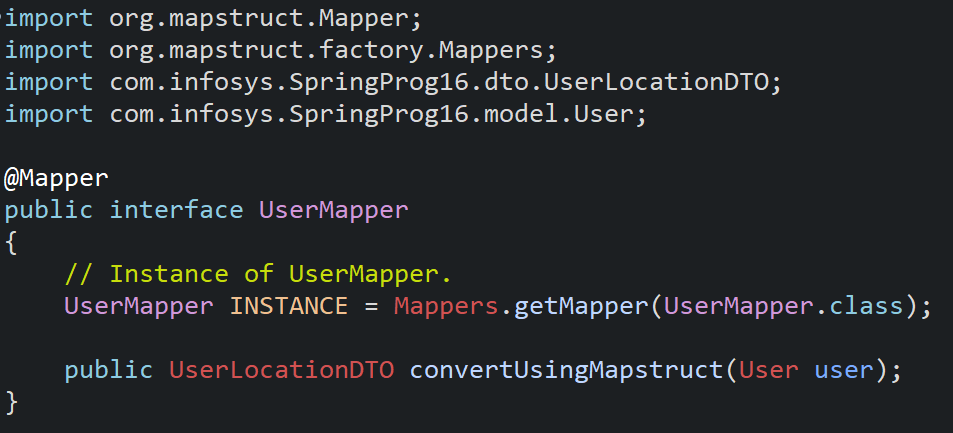 import org.mapstruct.Mapper;
import org.mapstruct.factory.Mappers;
import com.infosys.SpringProg16.dto.UserLocationDTO;
import com.infosys.SpringProg16.model.User;
@Mapper
public interface UserMapper
{
// Instance of UserMapper.
UserMapper INSTANCE = Mappers.getMapper(UserMapper.class);
public UserLocationDTO convertUsingMapstruct(User user);
}